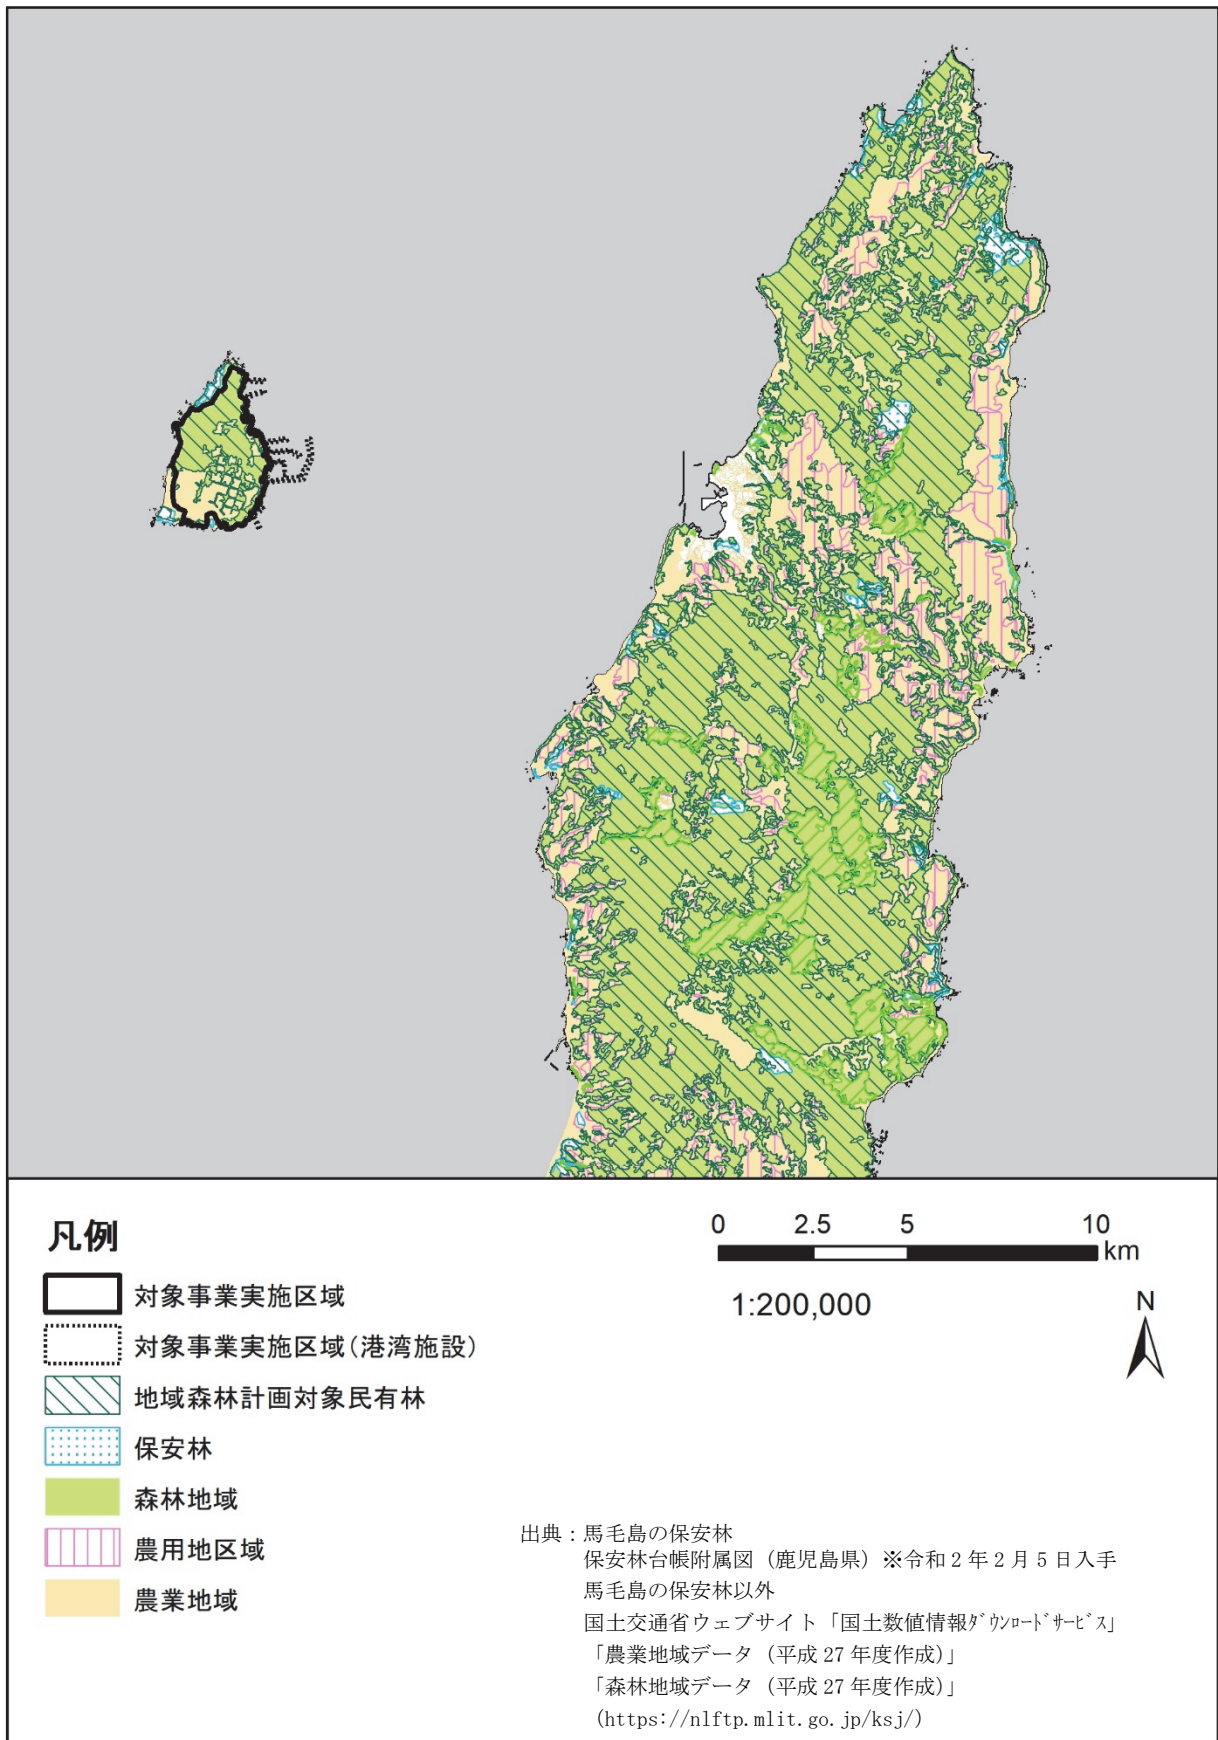 凡例
対象事業実施区域
対象事業実施区域(港湾施設)
地域森林計画対象民有林
保安林
森林地域
農用地区域
農業地域
0 2.5 5 10
km
1:200,000
N
出典：馬毛島の保安林
保安林台帳附属図（鹿児島県）※令和2年2月5日入手
馬毛島の保安林以外
国土交通省ウェブサイト「国土数値情報ﾀﾞｳﾝﾛｰﾄﾞｻｰﾋﾞｽ」
「農業地域データ（平成27年度作成）」
「森林地域データ（平成27年度作成）」
(https://nlftp.mlit.go.jp/ksj/)